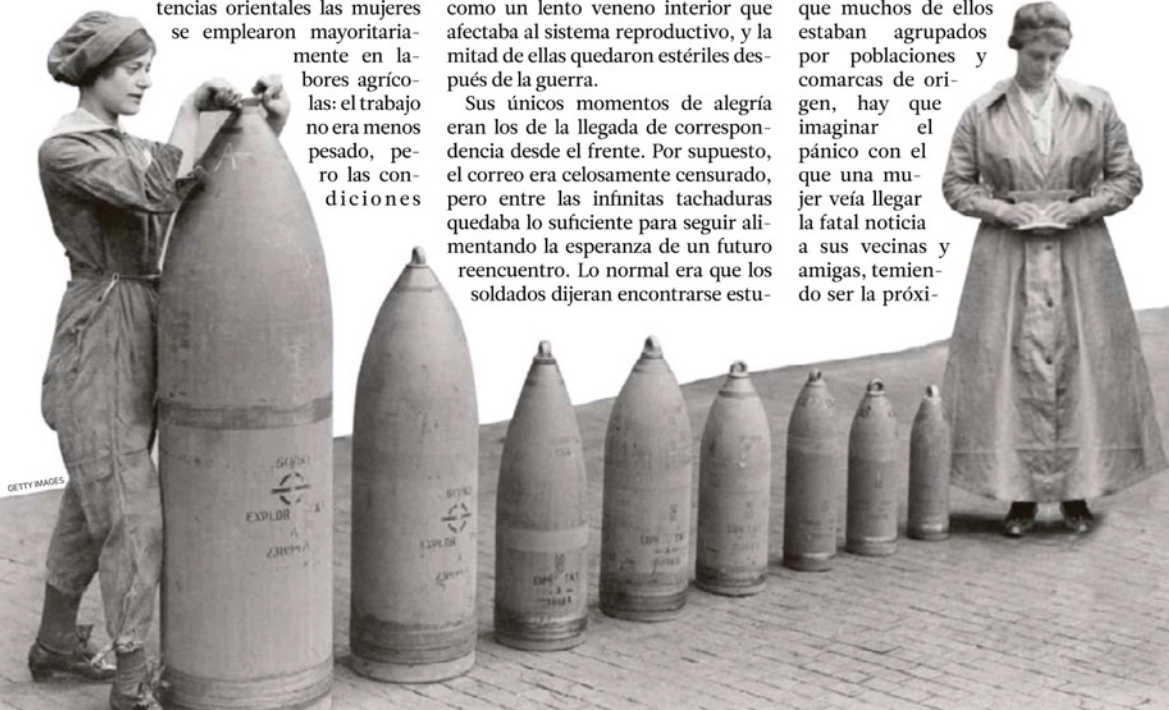 tencias orientales las mujeres
se emplearon mayoritaria-
mente en la-
bores agríco-
las: el trabajo
no era menos
pesado, pe-
ro las con-
diciones
como un lento veneno interior que
afectaba al sistema reproductivo, y la
mitad de ellas quedaron estériles des-
pués de la guerra.
Sus únicos momentos de alegría
eran los de la llegada de correspon-
dencia desde el frente. Por supuesto,
el correo era celosamente censurado,
pero entre las infinitas tachaduras
quedaba lo suficiente para seguir ali-
mentando la esperanza de un futuro
reencuentro. Lo normal era que los
soldados dijeran encontrarse estu-
que muchos de ellos
estaban agrupados
por poblaciones y
comarcas de ori-
gen, hay que
imaginar el
pánico con el
que una mu-
jer veía llegar
la fatal noticia
a sus vecinas y
amigas, temien-
do ser la próxi-
GETTY IMAGES
50/50
EXPLOR